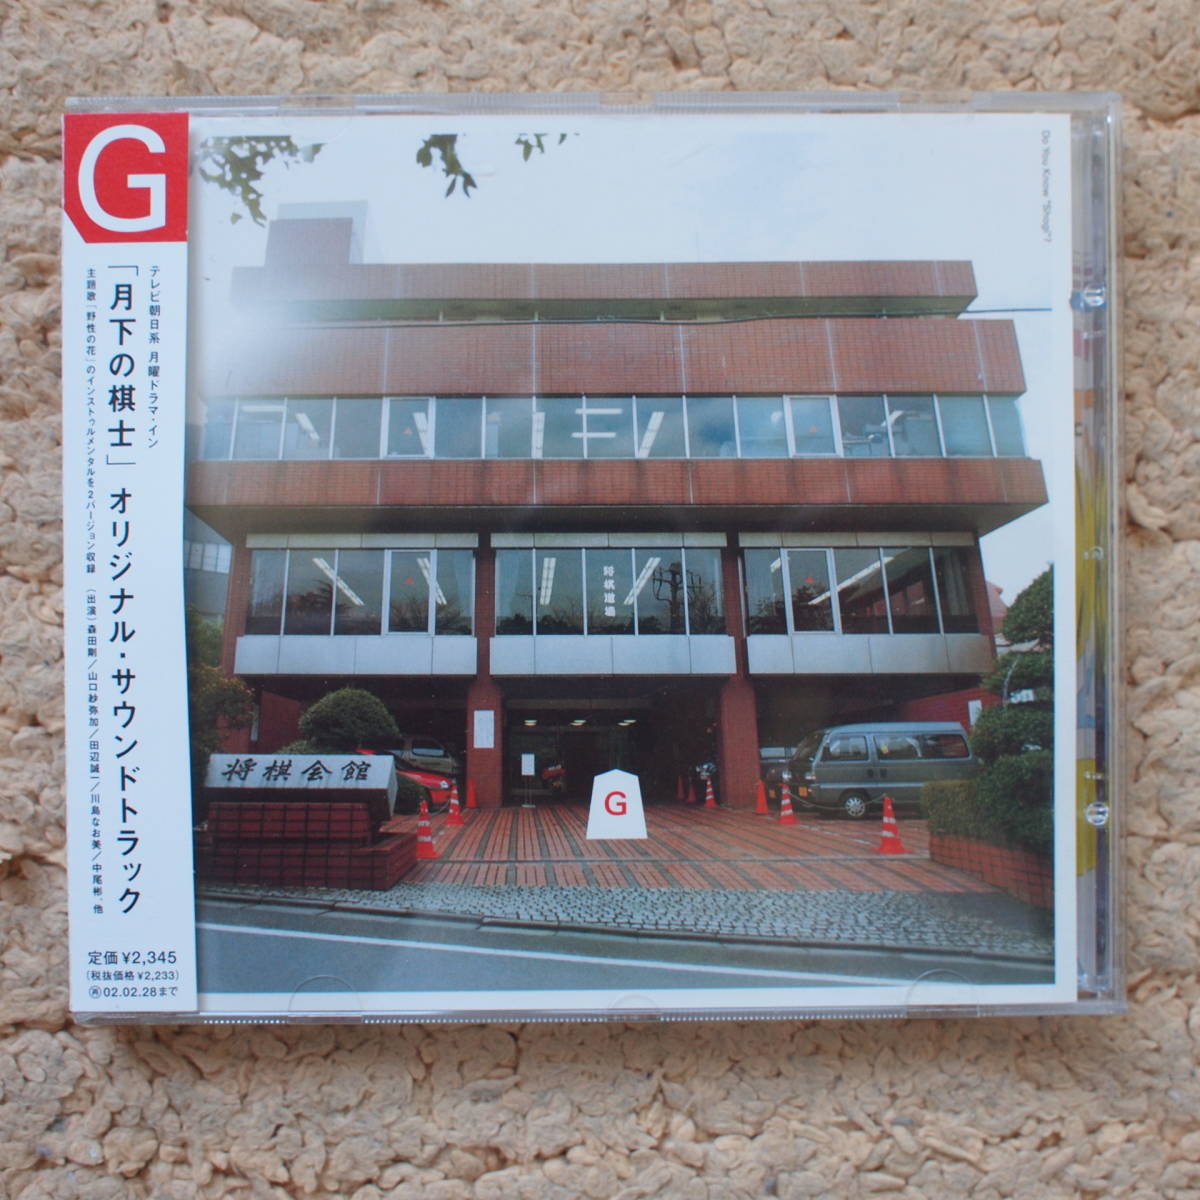 G
テレビ朝日系 月曜ドラマ・イン
「月下の棋士」オリジナル・サウンドトラック
主題歌「野性の花」のインストゥルメンタルを2バージョン収録 (出演)森田剛/山口紗弥加/田辺誠一/川島なお美/中尾彬、他
定価 ¥2,345
(税抜価格 ¥2,233)
再 02.02.28まで
Do You Know "Shogi"?
将棋道場
将棋会館
G